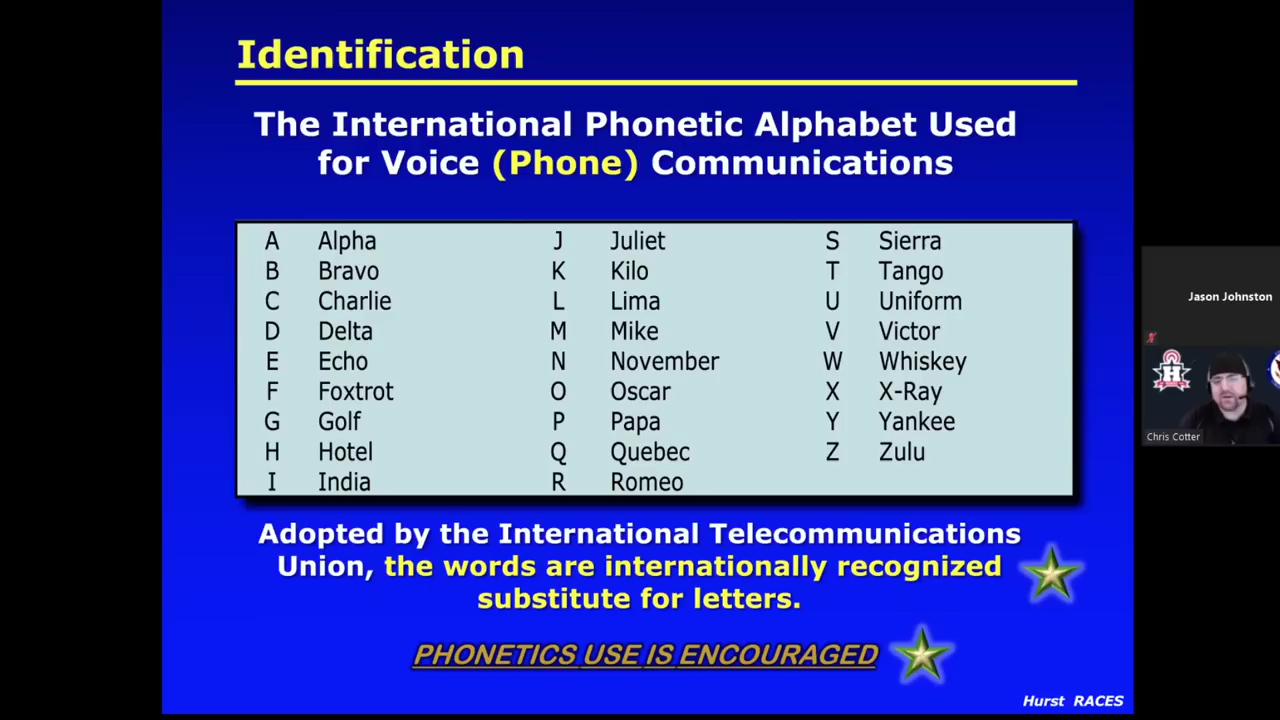 Identification
The International Phonetic Alphabet Used
for Voice (Phone) Communications
A Alpha J Juliet S Sierra
B Bravo K Kilo T Tango
C Charlie L Lima U Uniform
D Delta M Mike V Victor
E Echo N November W Whiskey
F Foxtrot O Oscar X X-Ray
G Golf P Papa Y Yankee
H Hotel Q Quebec Z Zulu
I India R Romeo
Adopted by the International Telecommunications
Union, the words are internationally recognized
substitute for letters.
PHONETICS USE IS ENCOURAGED
Hurst RACES
Jason Johnston
H
Chris Cotter